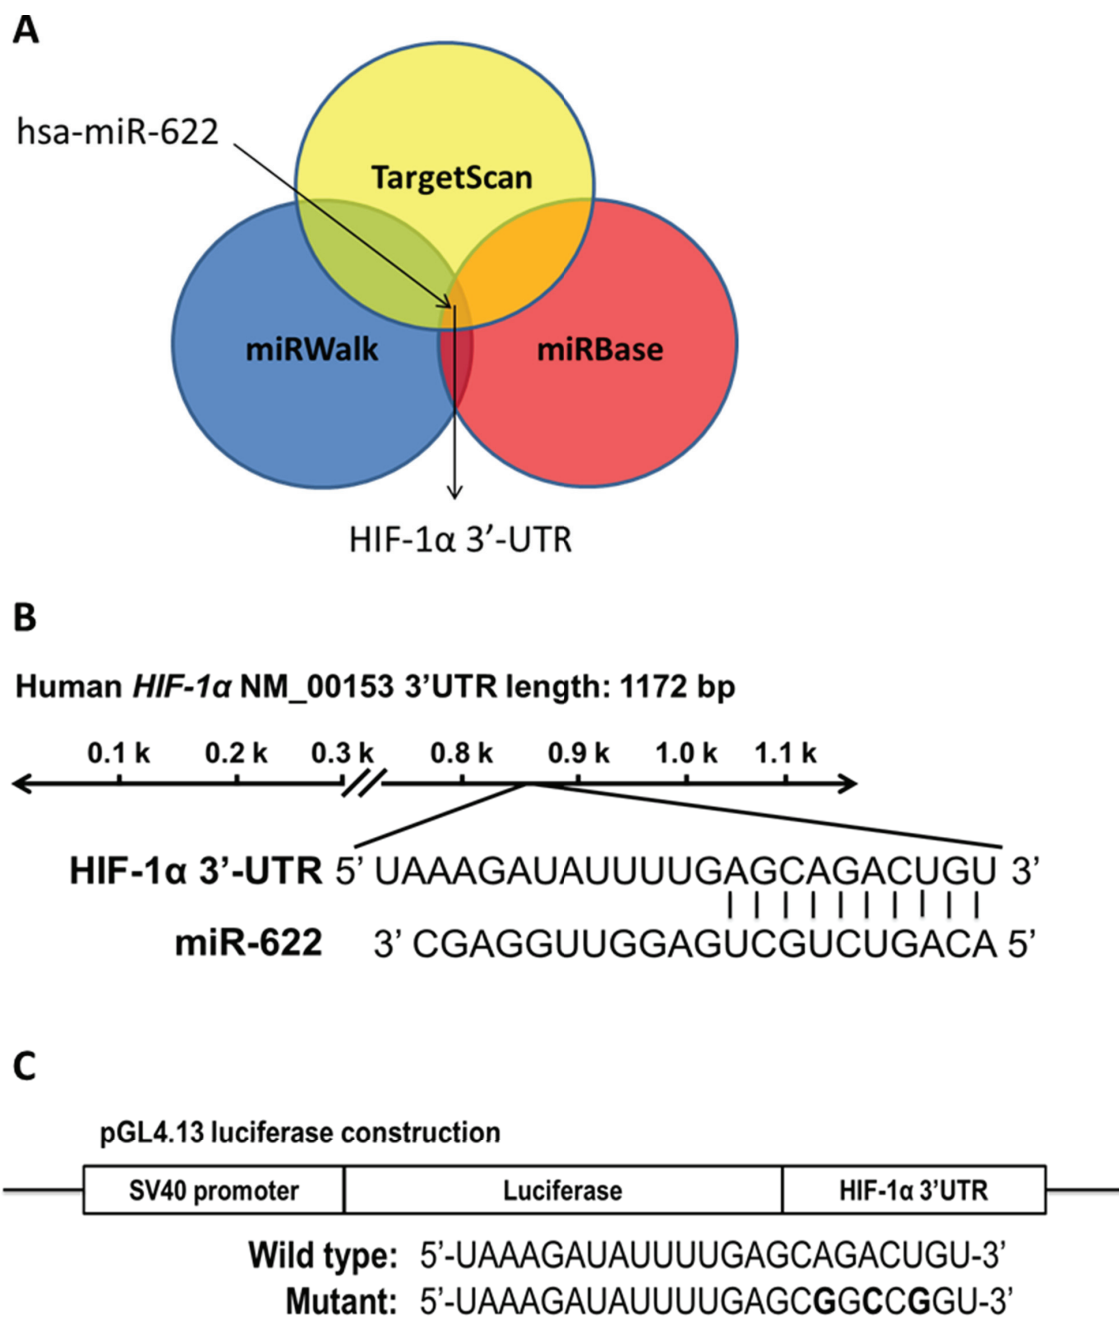 A
hsa-miR-622
TargetScan
miRWalk
miRBase
HIF-1α 3’-UTR
B
Human HIF-1α NM_00153 3’UTR length: 1172 bp
0.1 k 0.2 k 0.3 k 0.8 k 0.9 k 1.0 k 1.1 k
HIF-1α 3’-UTR 5’ UAAAGAUAUUUUGAGCAGACUGU 3’
miR-622 3’ CGAGGUUGGAGUCGUCUGACA 5’
C
pGL4.13 luciferase construction
SV40 promoter Luciferase HIF-1α 3’UTR
Wild type: 5’-UAAAGAUAUUUUGAGCAGACUGU-3’
Mutant: 5’-UAAAGAUAUUUUGAGCGGCCGGU-3’